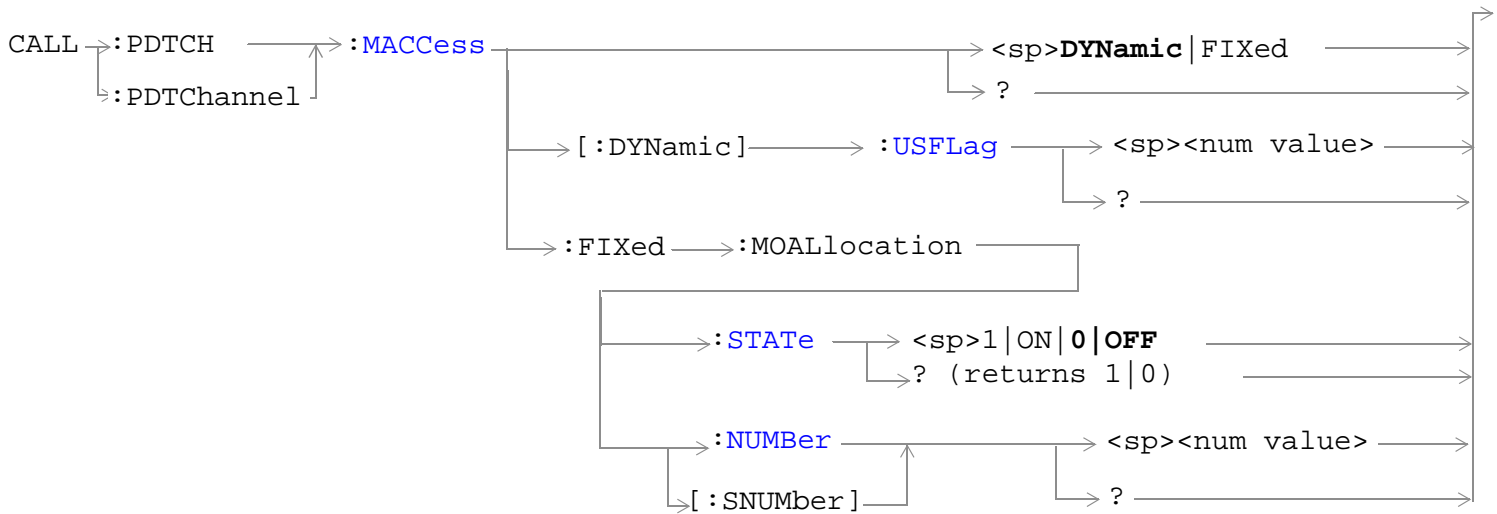 CALL :PDTCH :MACCess <sp>DYNamic|FIXed
:PDTChannel ?
[:DYNamic] :USFLag <sp><num value>
?
:FIXed :MOALlocation
:STATe <sp>1|ON|0|OFF
? (returns 1|0)
:NUMBer <sp><num value>
[:SNUMber] ?